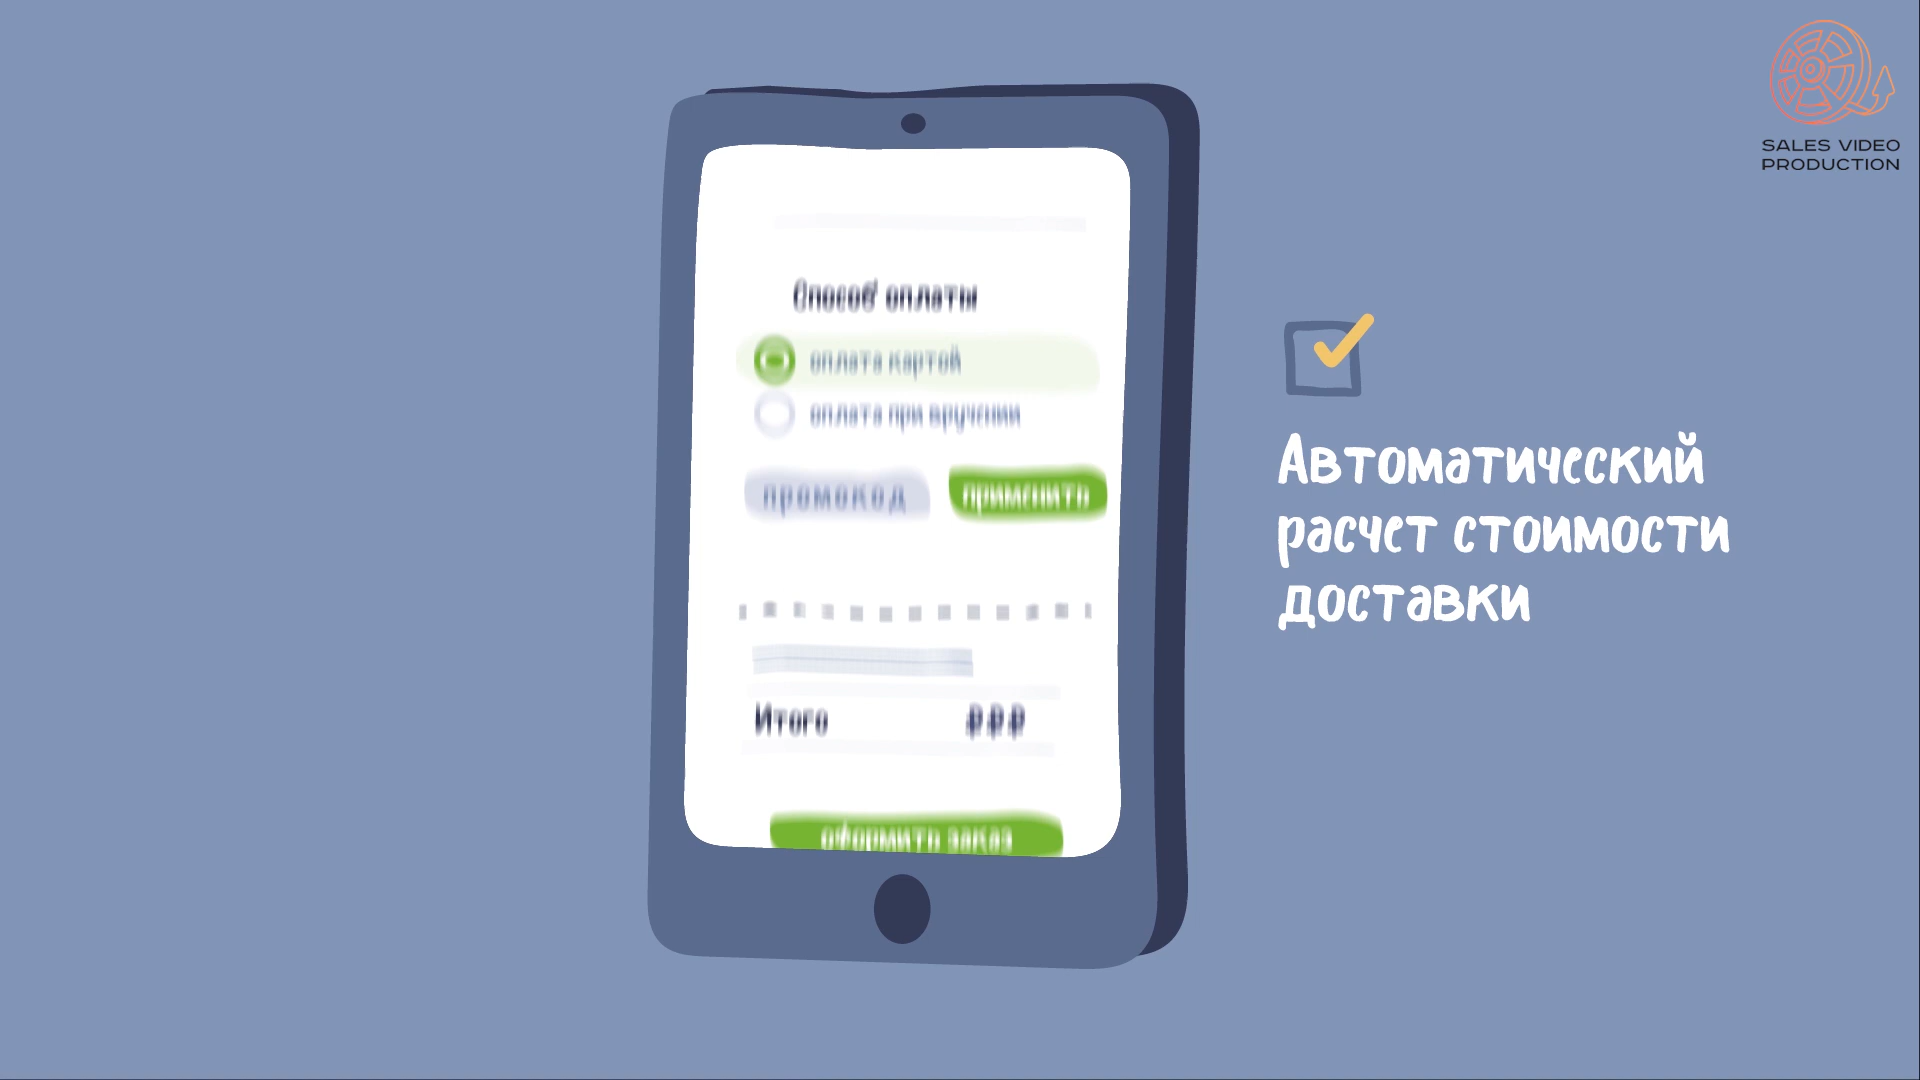 SALES VIDEO
PRODUCTION
Способ оплаты
оплата картой
оплата при вручении
промокод
применить
Итого ₽₽₽
оформить заказ
Автоматический
расчет стоимости
доставки